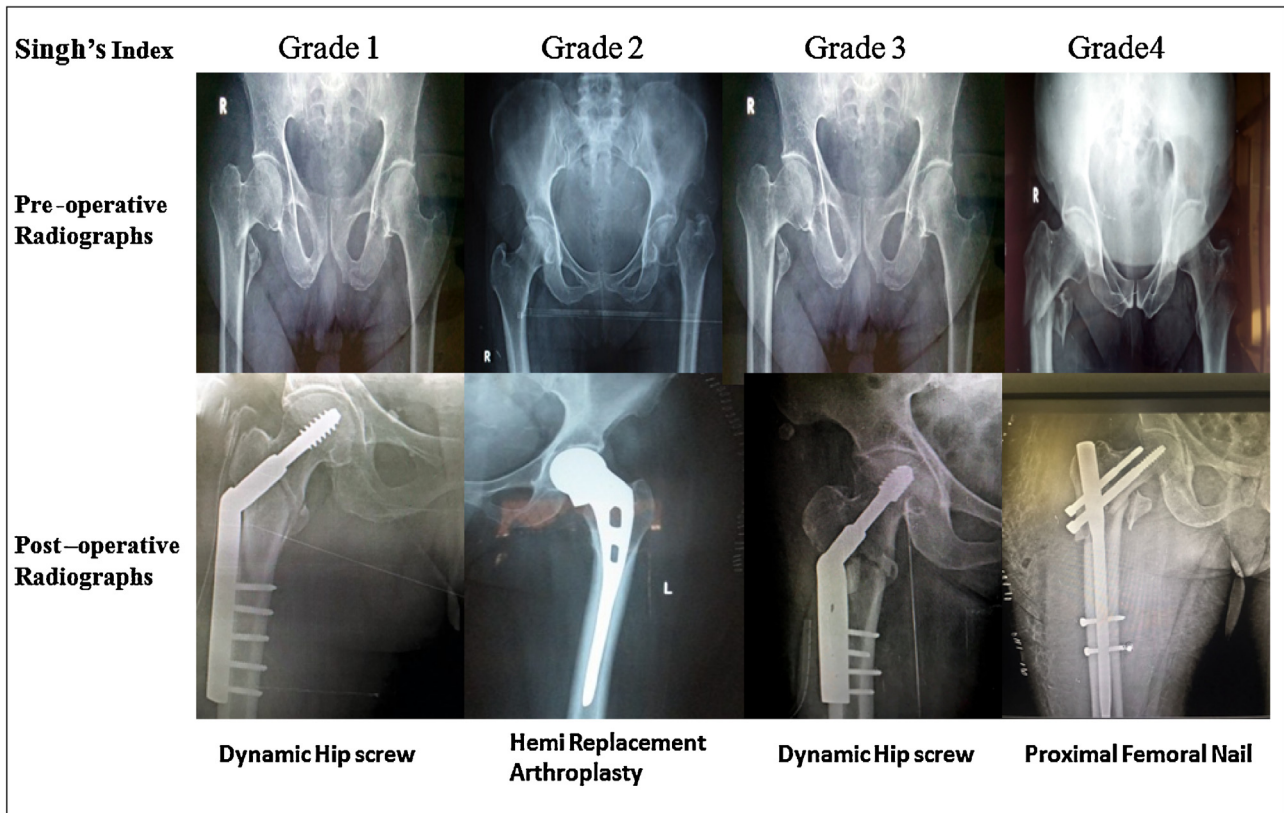 Singh's Index
Grade 1
Grade 2
Grade 3
Grade4
Pre-operative
Radiographs
R
R
R
R
Post–operative
Radiographs
L
Dynamic Hip screw
Hemi Replacement
Arthroplasty
Dynamic Hip screw
Proximal Femoral Nail